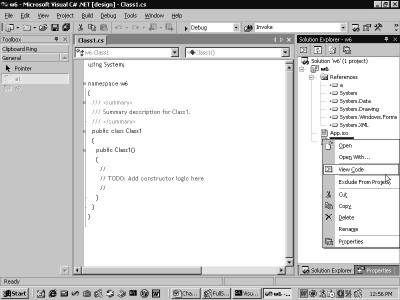 w6 - Microsoft Visual C# .NET [design] - Class1.cs
File Edit View Project Build Debug Tools Window Help
Debug
Invoke
Toolbox
Clipboard Ring
General
Pointer
Class1.cs
w6.Class1
Class1()
using System;
namespace w6
{
/// <summary>
/// Summary description for Class1.
/// </summary>
public class Class1
{
public Class1()
{
//
// TODO: Add constructor logic here
//
}
}
}
Solution Explorer - w6
Solution 'w6' (1 project)
w6
References
System
System.Data
System.Drawing
System.Windows.Forms
System.XML
App.ico
Open
Open With...
View Code
Exclude From Project
Cut
Copy
Delete
Rename
Properties
Solution Explorer
Properties
Ready
Start
Cha...
FullS...
Visu...
w6 -...
12:56 PM